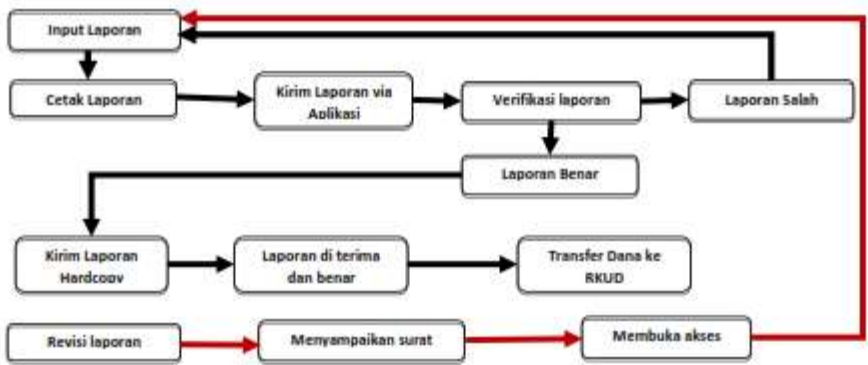 Input Laporan
Cetak Laporan
Kirim Laporan via
Aplikasi
Verifikasi laporan
Laporan Salah
Laporan Benar
Kirim Laporan
Hardcopy
Laporan di terima
dan benar
Transfer Dana ke
RKUD
Revisi laporan
Menyampaikan surat
Membuka akses